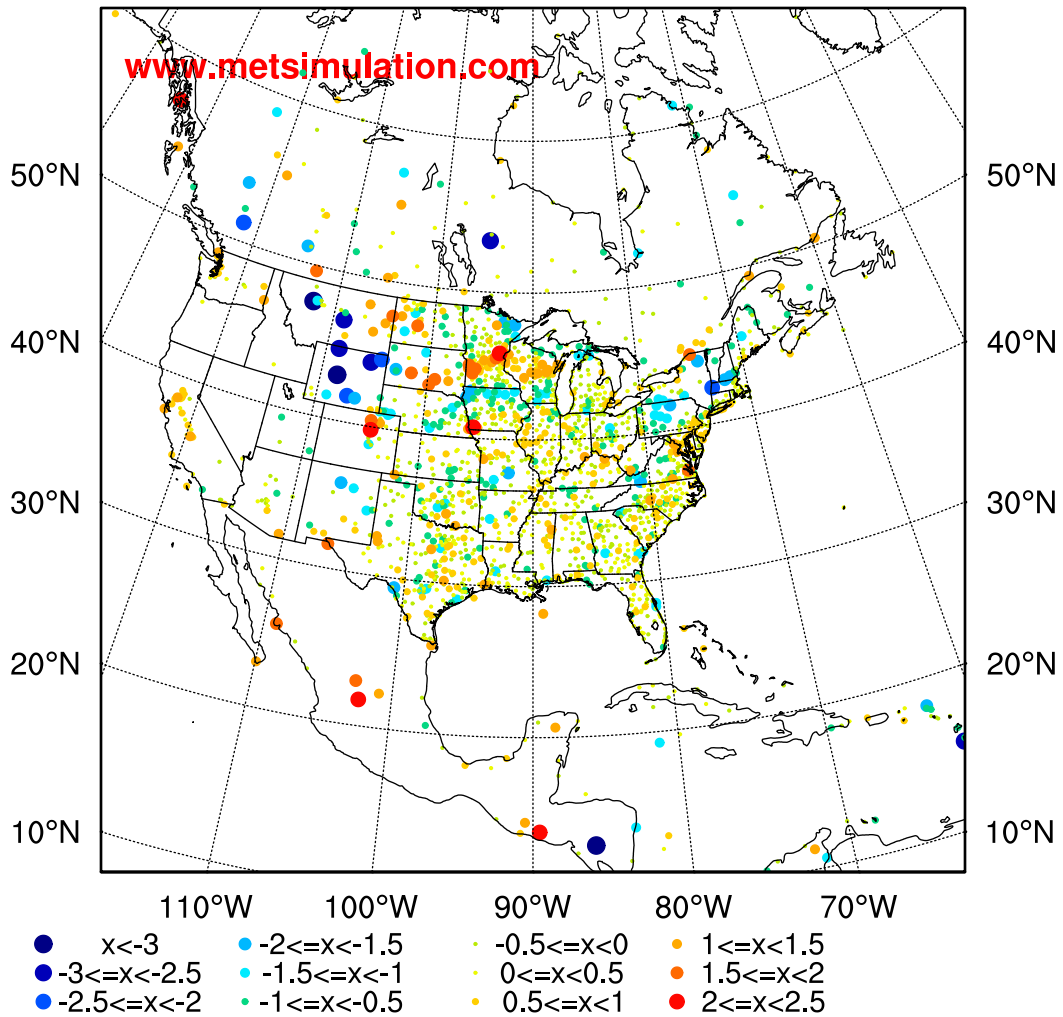 www.metsimulation.com
50°N 50°N
40°N 40°N
30°N 30°N
20°N 20°N
10°N 10°N
110°W 100°W 90°W 80°W 70°W
x<-3 -2<=x<-1.5 -0.5<=x<0 1<=x<1.5
-3<=x<-2.5 -1.5<=x<-1 0<=x<0.5 1.5<=x<2
-2.5<=x<-2 -1<=x<-0.5 0.5<=x<1 2<=x<2.5